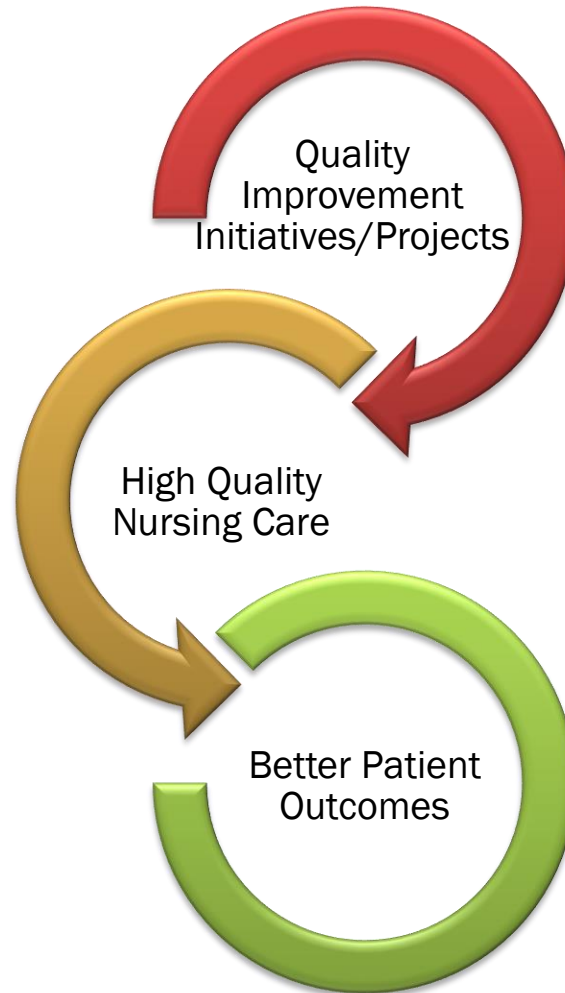 Quality
Improvement
Initiatives/Projects
High Quality
Nursing Care
Better Patient
Outcomes